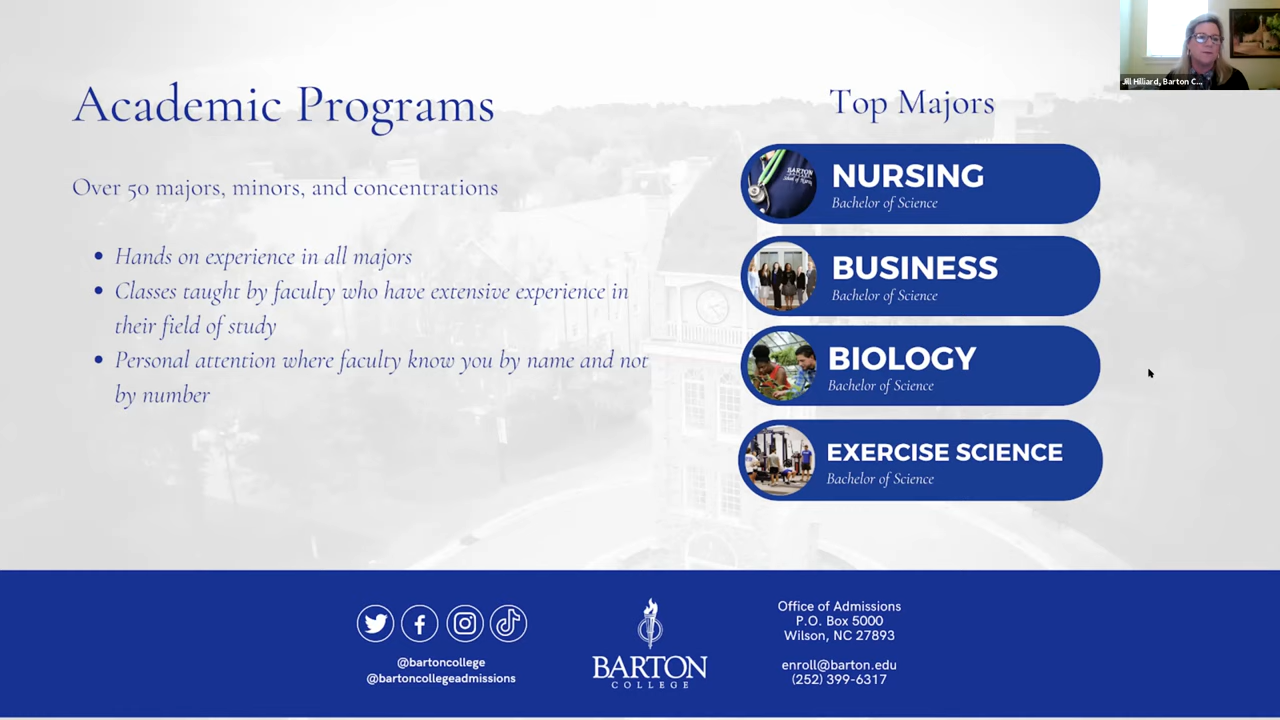 Jill Hilliard, Barton C...
Academic Programs
Over 50 majors, minors, and concentrations
Hands on experience in all majors
Classes taught by faculty who have extensive experience in
their field of study
Personal attention where faculty know you by name and not
by number
Top Majors
BARTON
School of Nursing
NURSING
Bachelor of Science
BUSINESS
Bachelor of Science
BIOLOGY
Bachelor of Science
EXERCISE SCIENCE
Bachelor of Science
@bartoncollege
@bartoncollegeadmissions
BARTON
COLLEGE
Office of Admissions
P.O. Box 5000
Wilson, NC 27893
enroll@barton.edu
(252) 399-6317